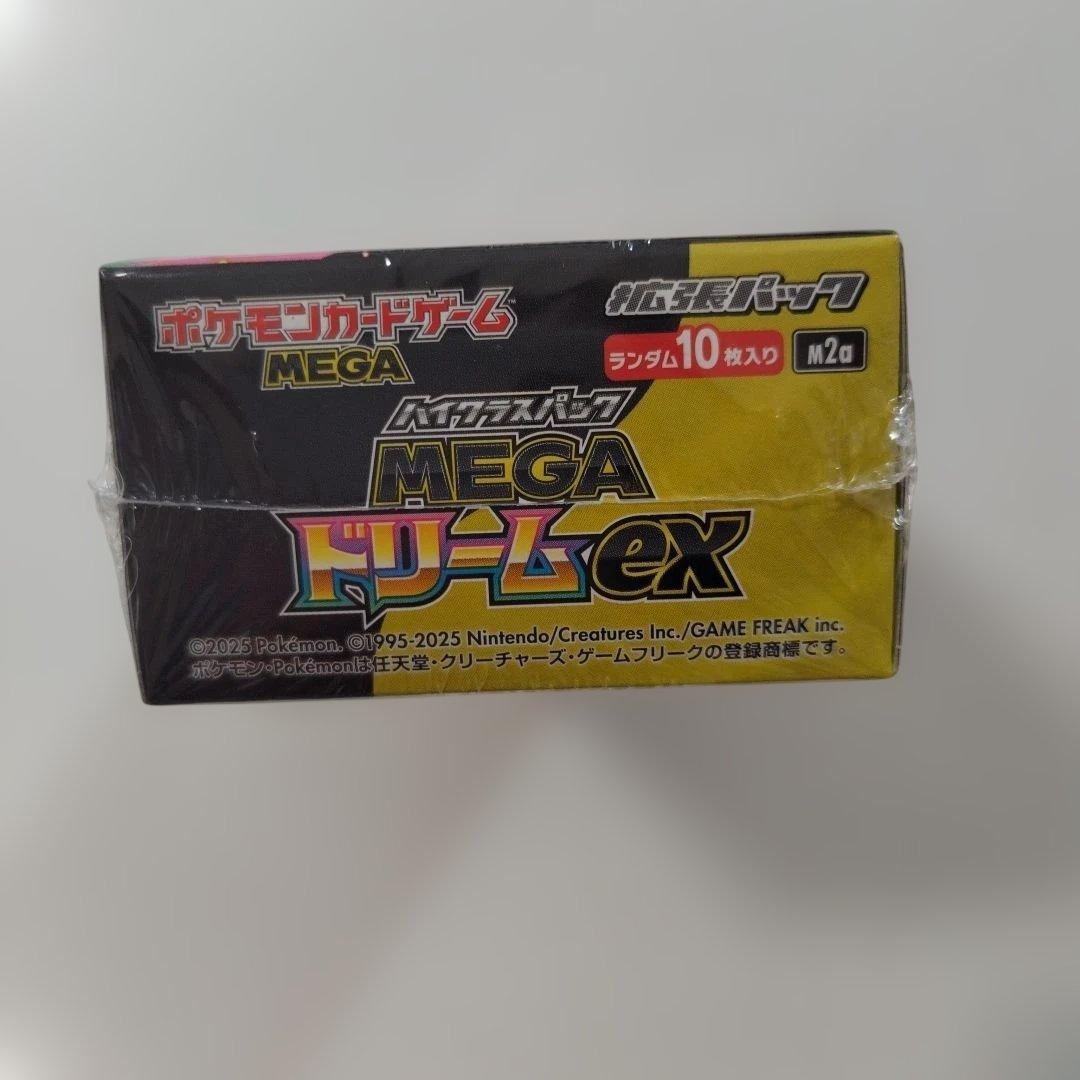 ポケモンカードゲーム™
MEGA
拡張パック
ランダム10枚入り M2a
ハイクラスパック
MEGA
ドリームex
©2025 Pokémon. ©1995-2025 Nintendo/Creatures Inc./GAME FREAK inc.
ポケモン・Pokémonは任天堂・クリーチャーズ・ゲームフリークの登録商標です。